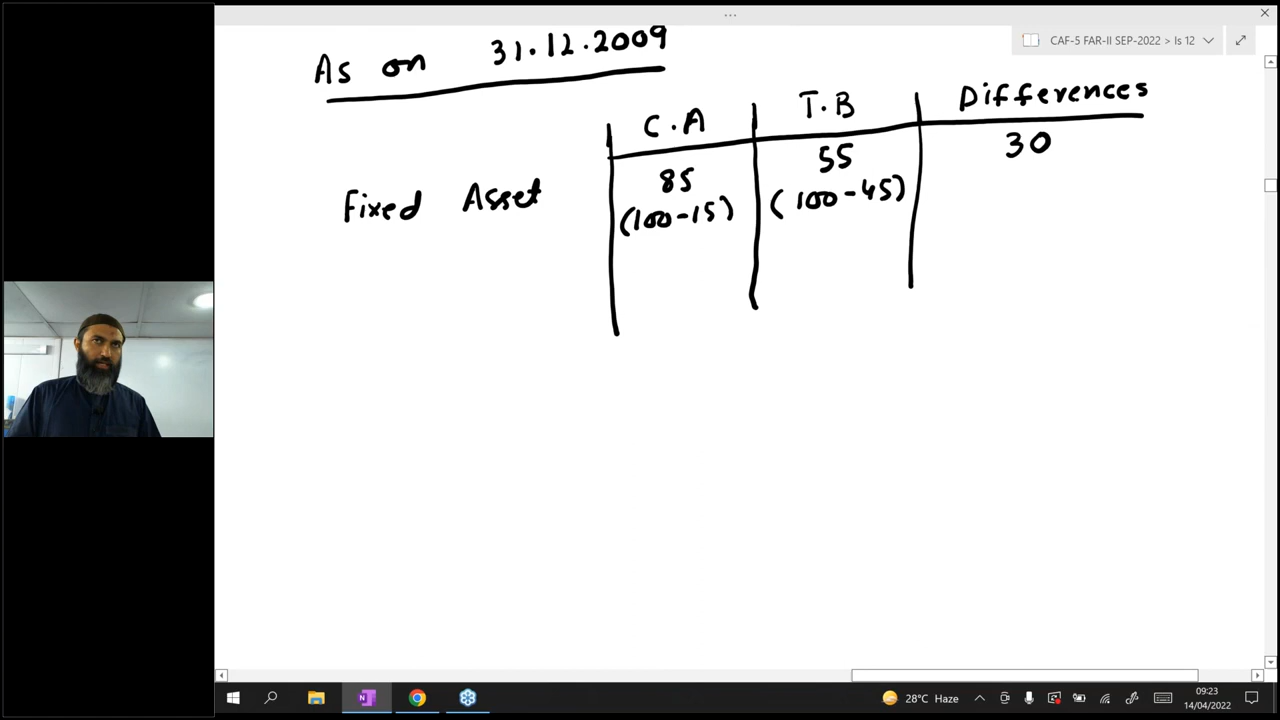 CAF-5 FAR-II SEP-2022 > Is 12
As on 31.12.2009
C.A T.B Differences
Fixed Asset 85 55 30
(100-15) (100-45)
28°C Haze
09:23
14/04/2022